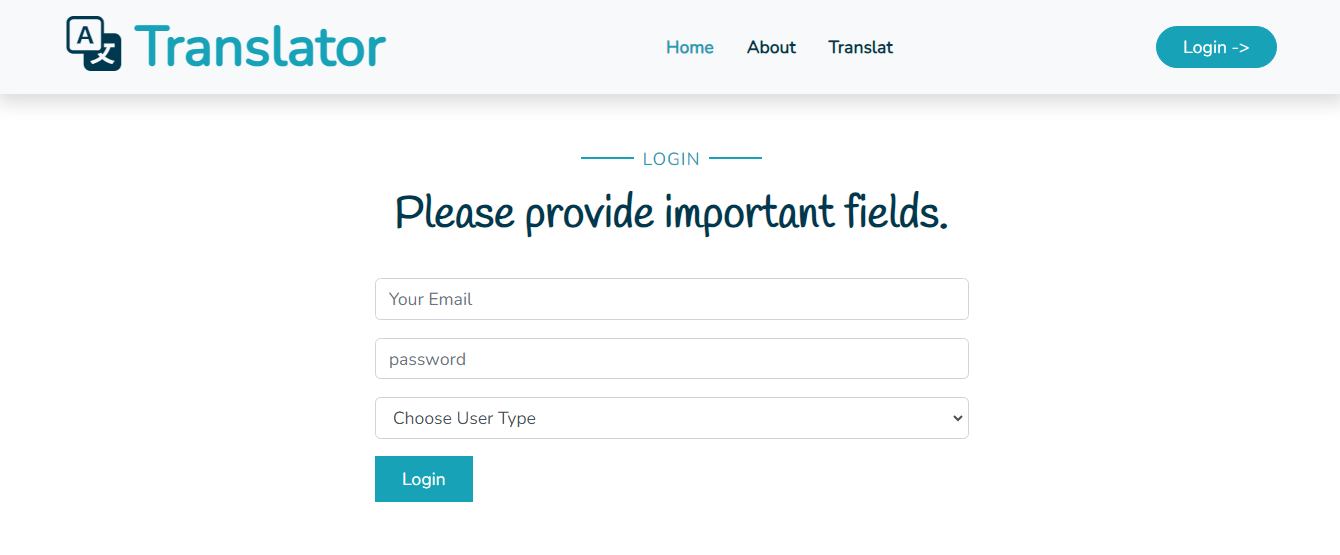 A 文 Translator
Home About Translat
Login ->
LOGIN
Please provide important fields.
Your Email
password
Choose User Type
Login